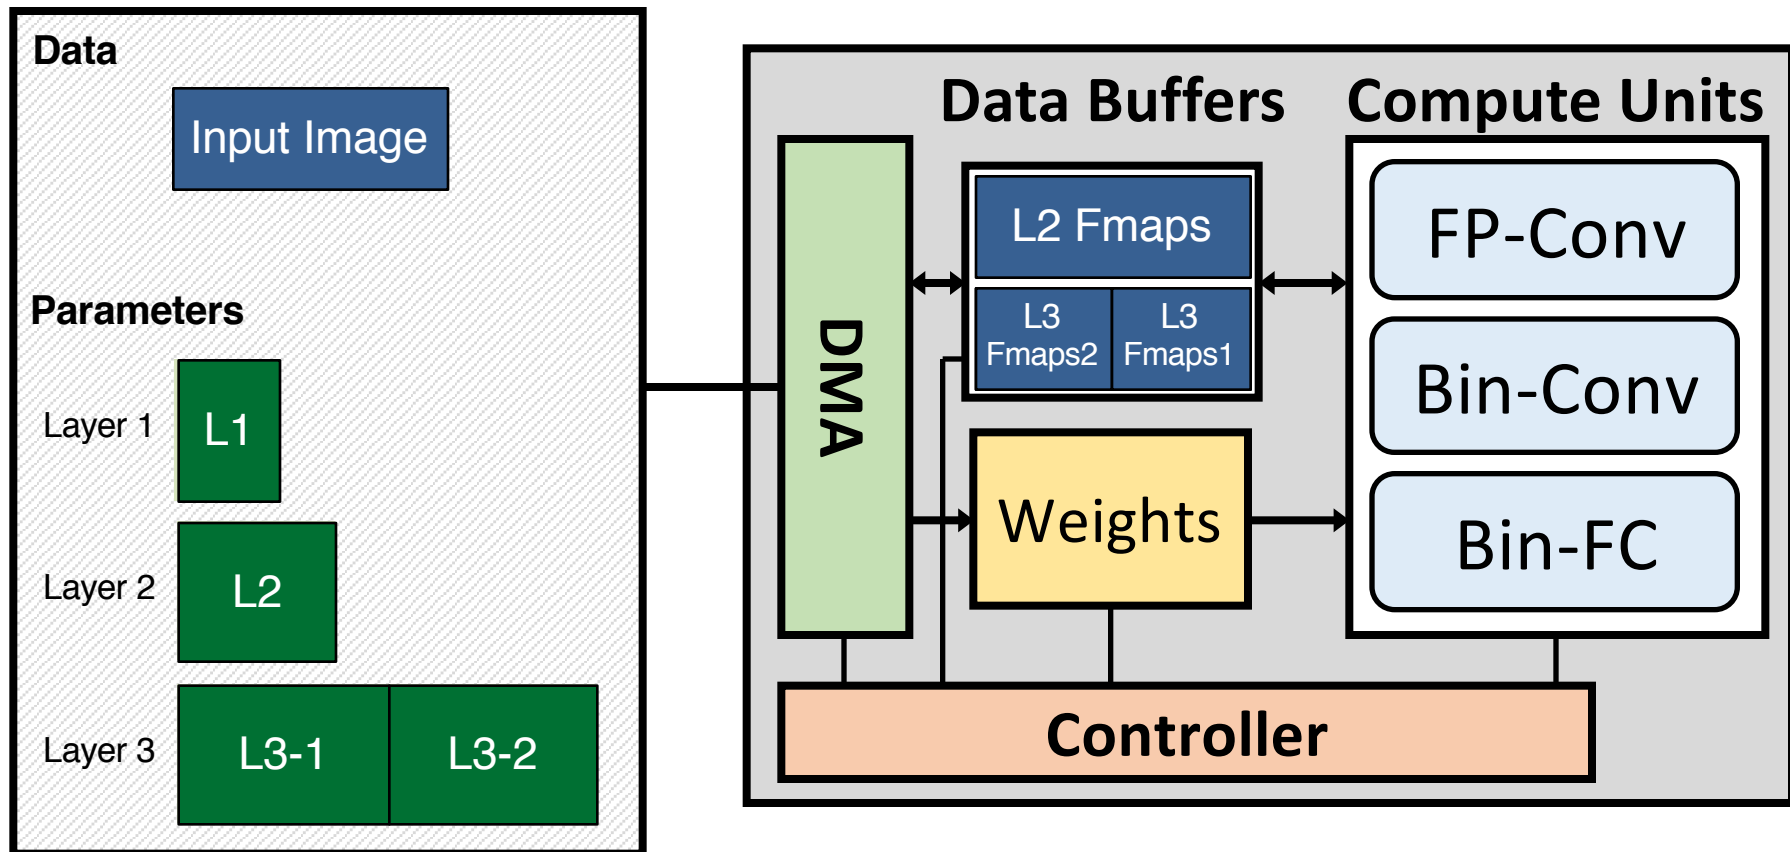 Data
Input Image
Parameters
Layer 1
L1
Layer 2
L2
Layer 3
L3-1
L3-2
Data Buffers
Compute Units
DMA
L2 Fmaps
L3
Fmaps2
L3
Fmaps1
Weights
FP-Conv
Bin-Conv
Bin-FC
Controller